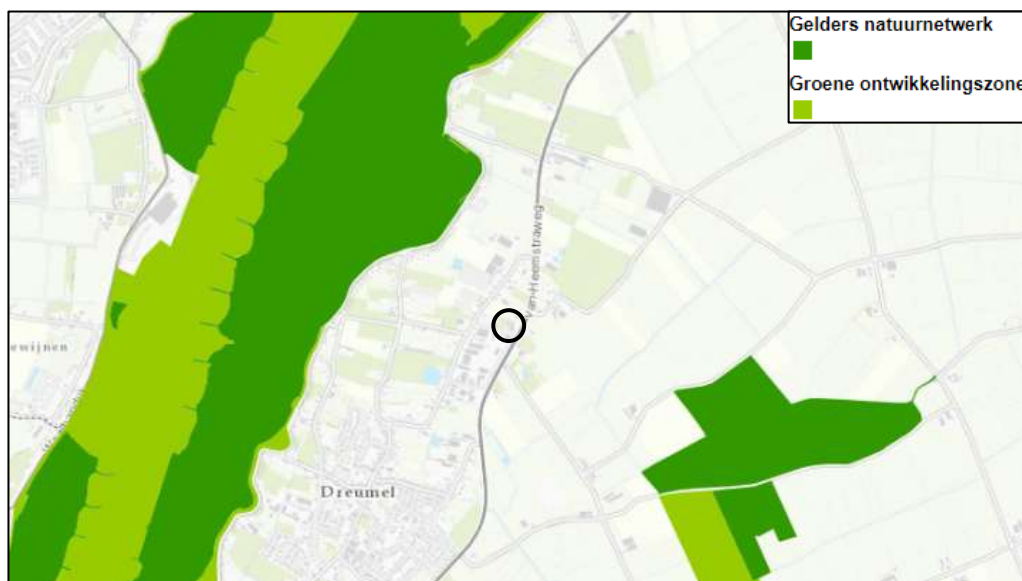 Gelders natuurnetwerk
Groene ontwikkelingszone
Van-Heemstraweg
ewijnen
Dreumel